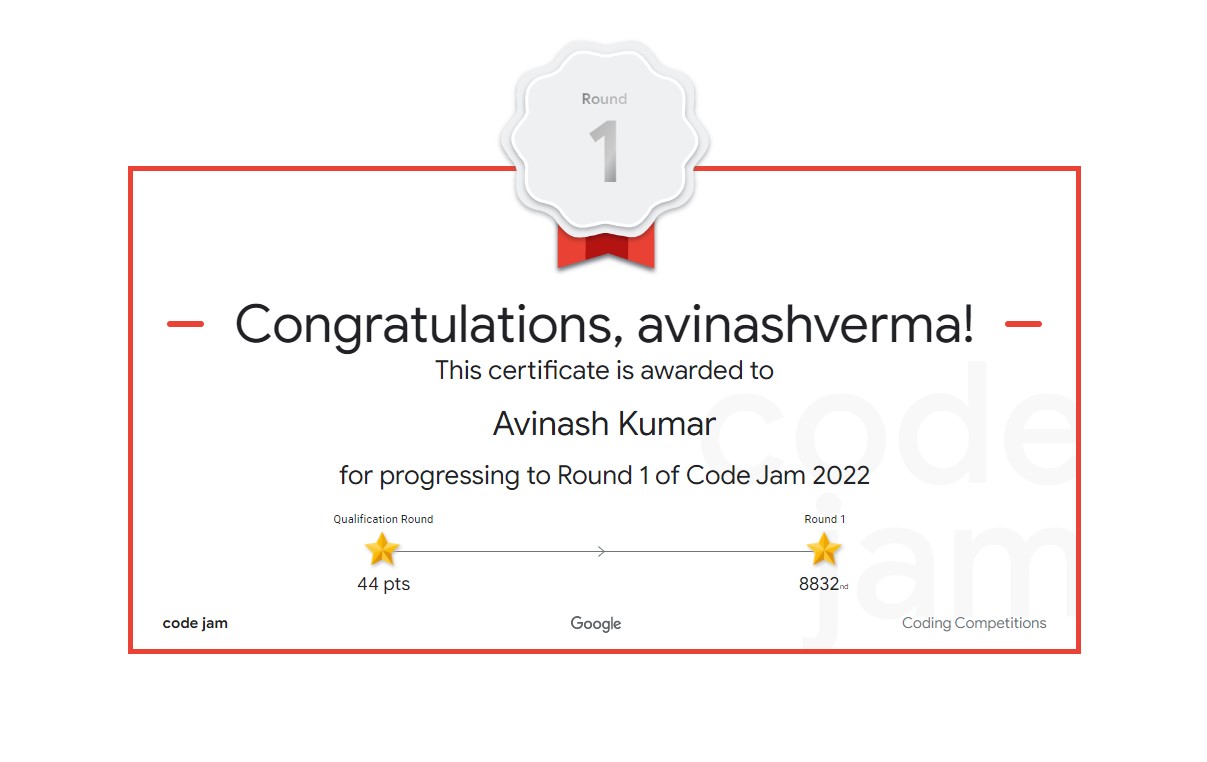 Round
1
Congratulations, avinashverma!
This certificate is awarded to
Avinash Kumar
for progressing to Round 1 of Code Jam 2022
Qualification Round
Round 1
44 pts
8832nd
code jam
Google
Coding Competitions
code
jam